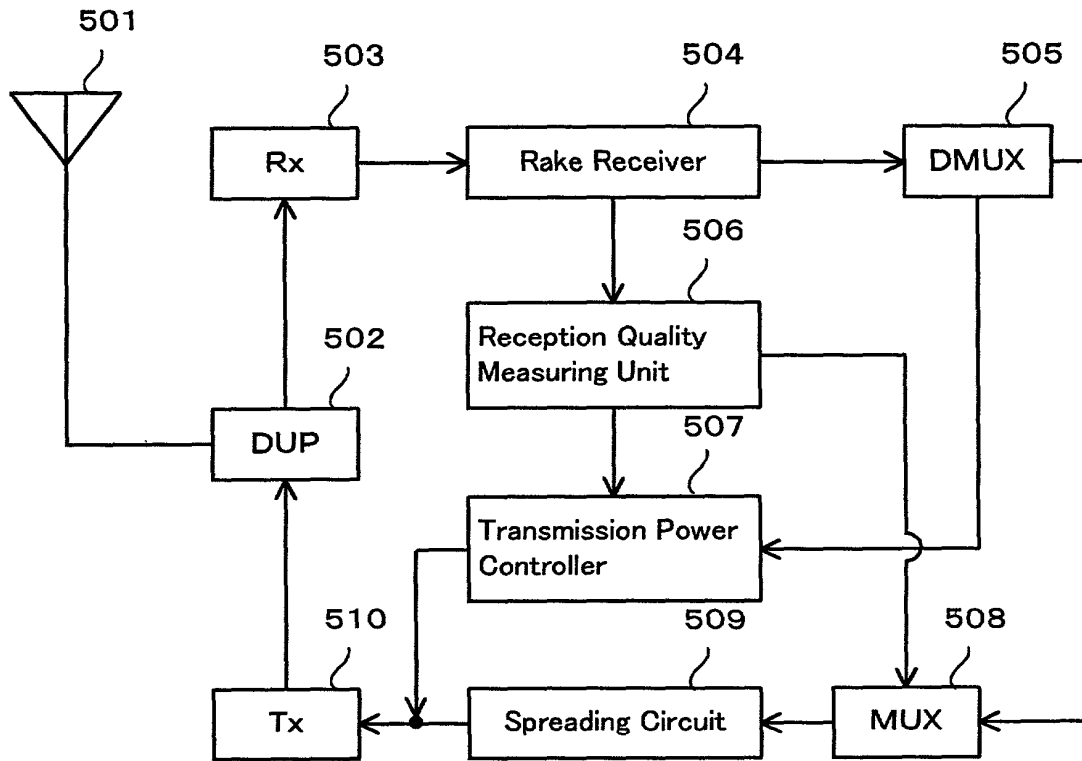 501
503
504
505
Rx
Rake Receiver
DMUX
506
Reception Quality
Measuring Unit
502
DUP
507
Transmission Power
Controller
510
509
508
Tx
Spreading Circuit
MUX